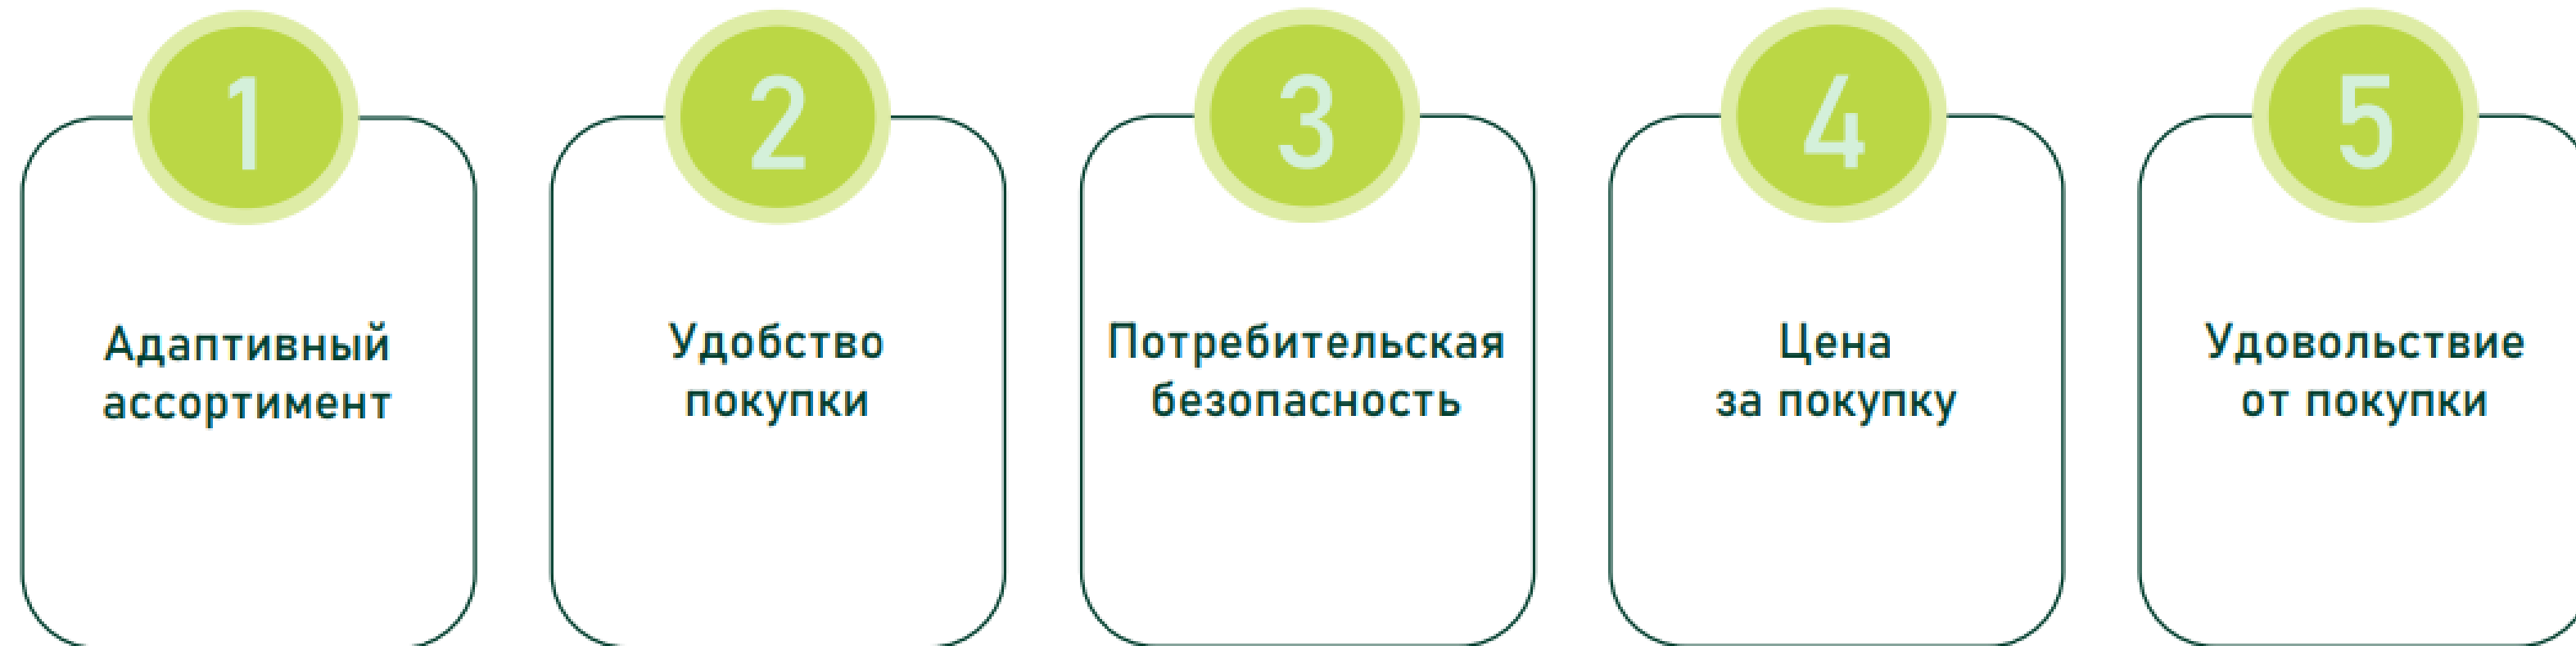 1
Адаптивный
ассортимент
2
Удобство
покупки
3
Потребительская
безопасность
4
Цена
за покупку
5
Удовольствие
от покупки